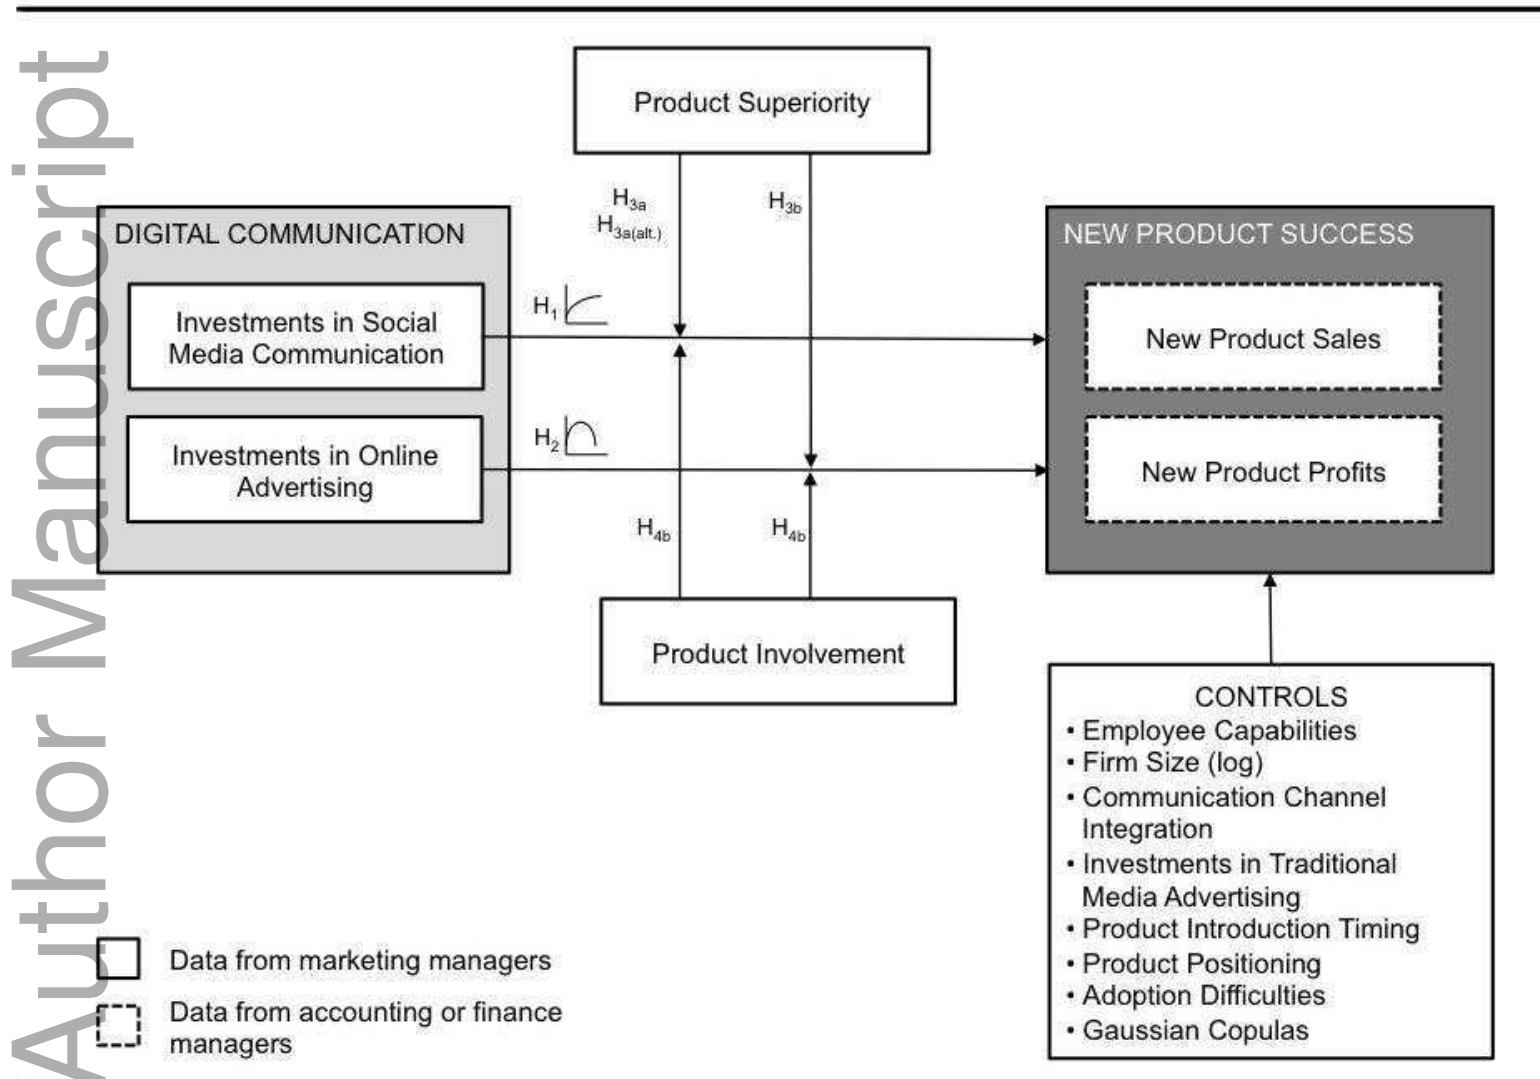 Author Manuscript
Product Superiority
H3a
H3a(alt.)
H3b
DIGITAL COMMUNICATION
NEW PRODUCT SUCCESS
Investments in Social
Media Communication
H1
New Product Sales
Investments in Online
Advertising
H2
New Product Profits
H4b
H4b
Product Involvement
CONTROLS
• Employee Capabilities
• Firm Size (log)
• Communication Channel
Integration
• Investments in Traditional
Media Advertising
• Product Introduction Timing
• Product Positioning
• Adoption Difficulties
• Gaussian Copulas
Data from marketing managers
Data from accounting or finance
managers